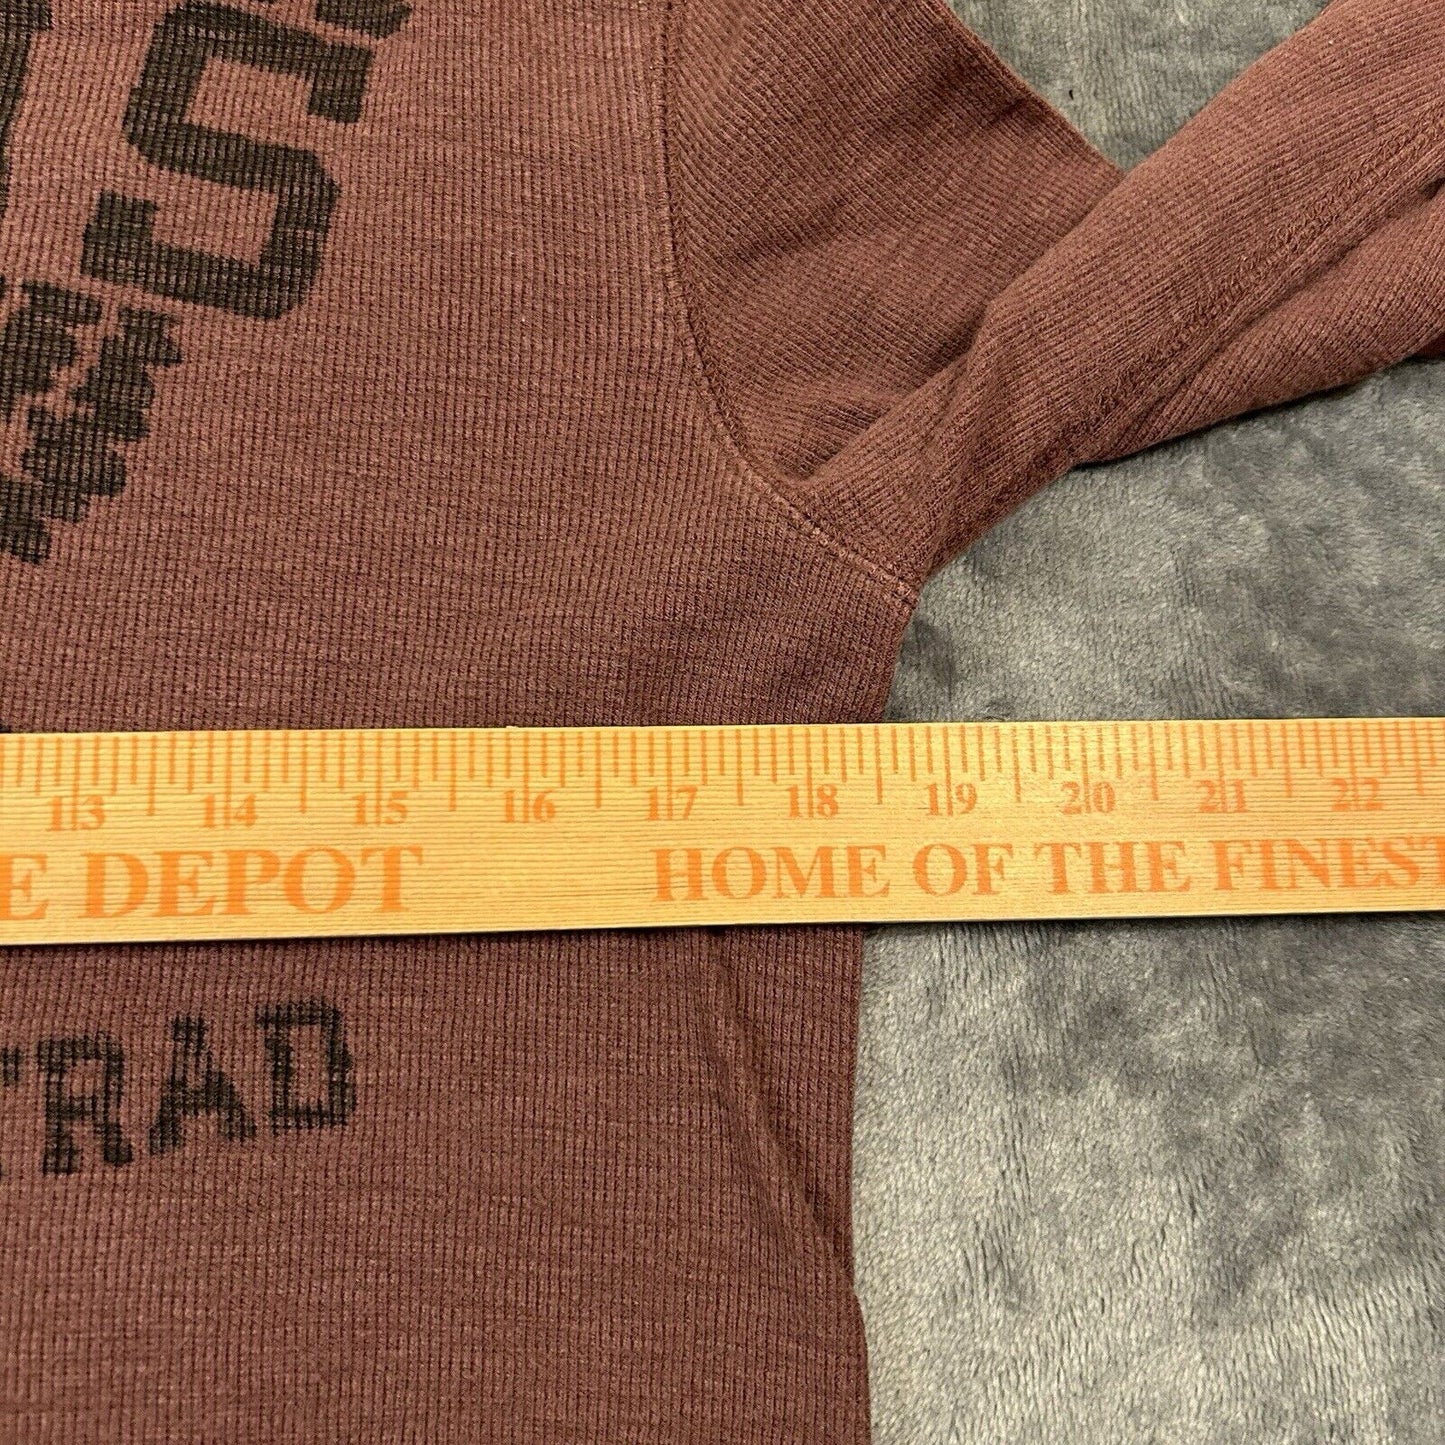 S
13 14 15 16 17 18 19 20 21 22
E DEPOT HOME OF THE FINEST
TRAD